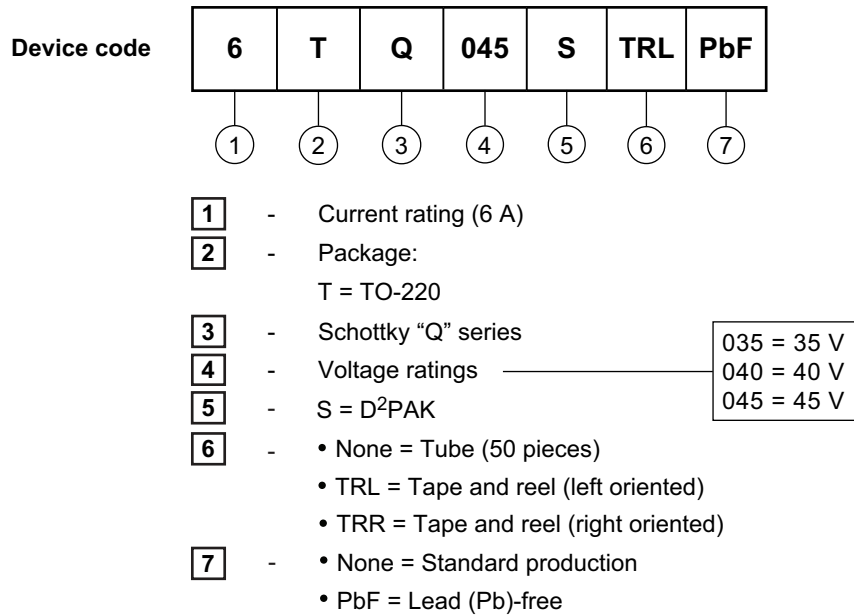 Device code 6 T Q 045 S TRL PbF
1 2 3 4 5 6 7
1 - Current rating (6 A)
2 - Package:
T = TO-220
3 - Schottky “Q” series
4 - Voltage ratings
035 = 35 V
040 = 40 V
045 = 45 V
5 - S = D²PAK
6 - • None = Tube (50 pieces)
• TRL = Tape and reel (left oriented)
• TRR = Tape and reel (right oriented)
7 - • None = Standard production
• PbF = Lead (Pb)-free